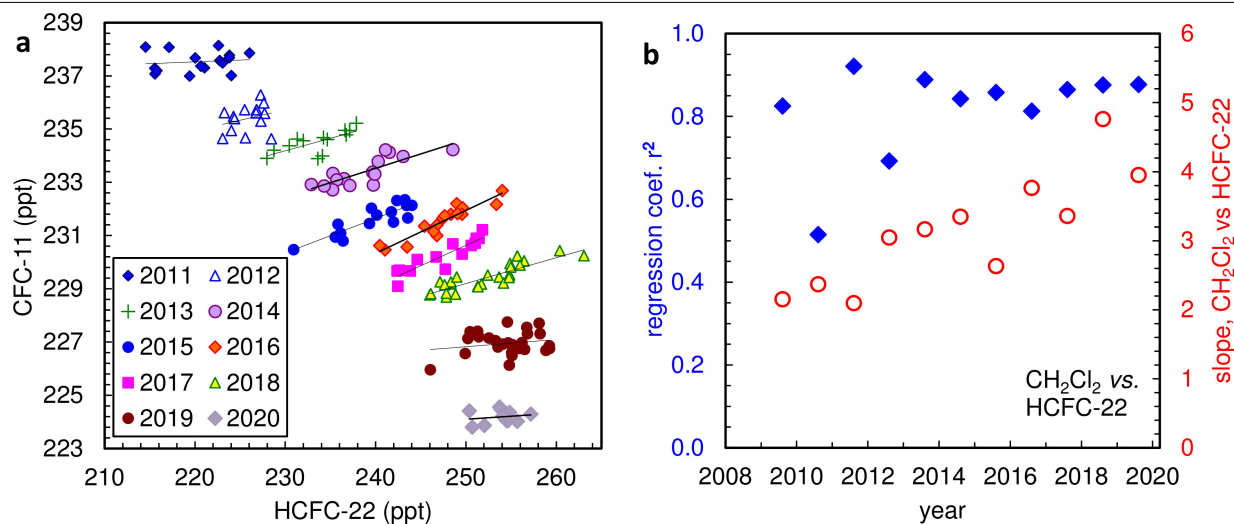 a
239
237
235
233
231
229
227
225
223
CFC-11 (ppt)
2011 2012
2013 2014
2015 2016
2017 2018
2019 2020
210 220 230 240 250 260
HCFC-22 (ppt)
b
1.0
0.8
0.6
0.4
0.2
0.0
regression coef. r²
6
5
4
3
2
1
0
slope, CH₂Cl₂ vs HCFC-22
CH₂Cl₂ vs.
HCFC-22
2008 2010 2012 2014 2016 2018 2020
year